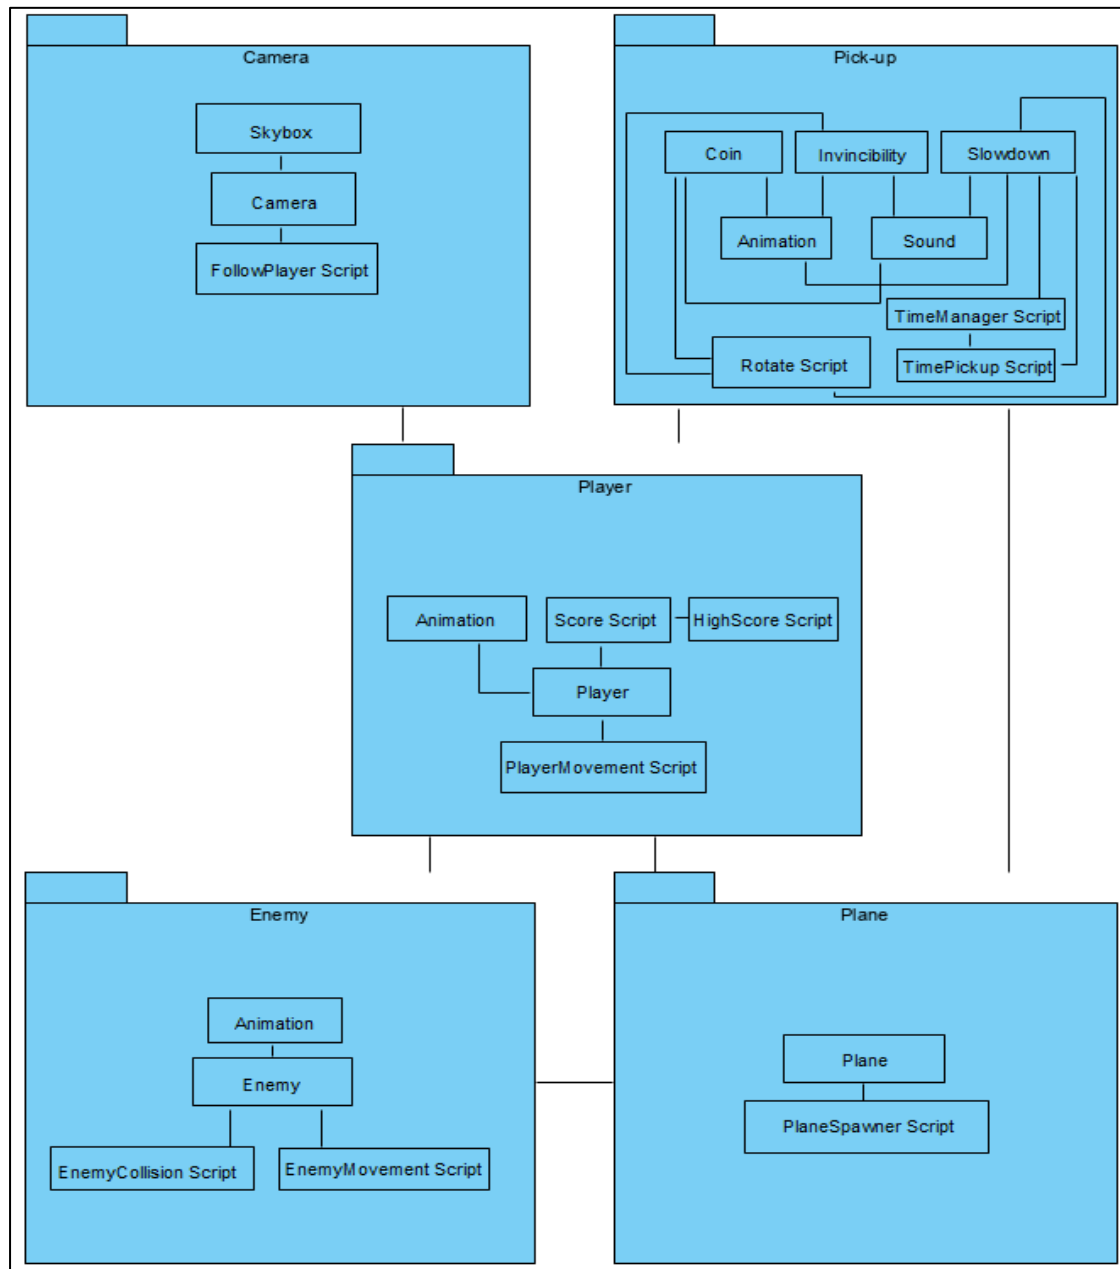 Camera
Skybox
Camera
FollowPlayer Script
Pick-up
Coin
Invincibility
Slowdown
Animation
Sound
TimeManager Script
Rotate Script
TimePickup Script
Player
Animation
Score Script
HighScore Script
Player
PlayerMovement Script
Enemy
Animation
Enemy
EnemyCollision Script
EnemyMovement Script
Plane
Plane
PlaneSpawner Script